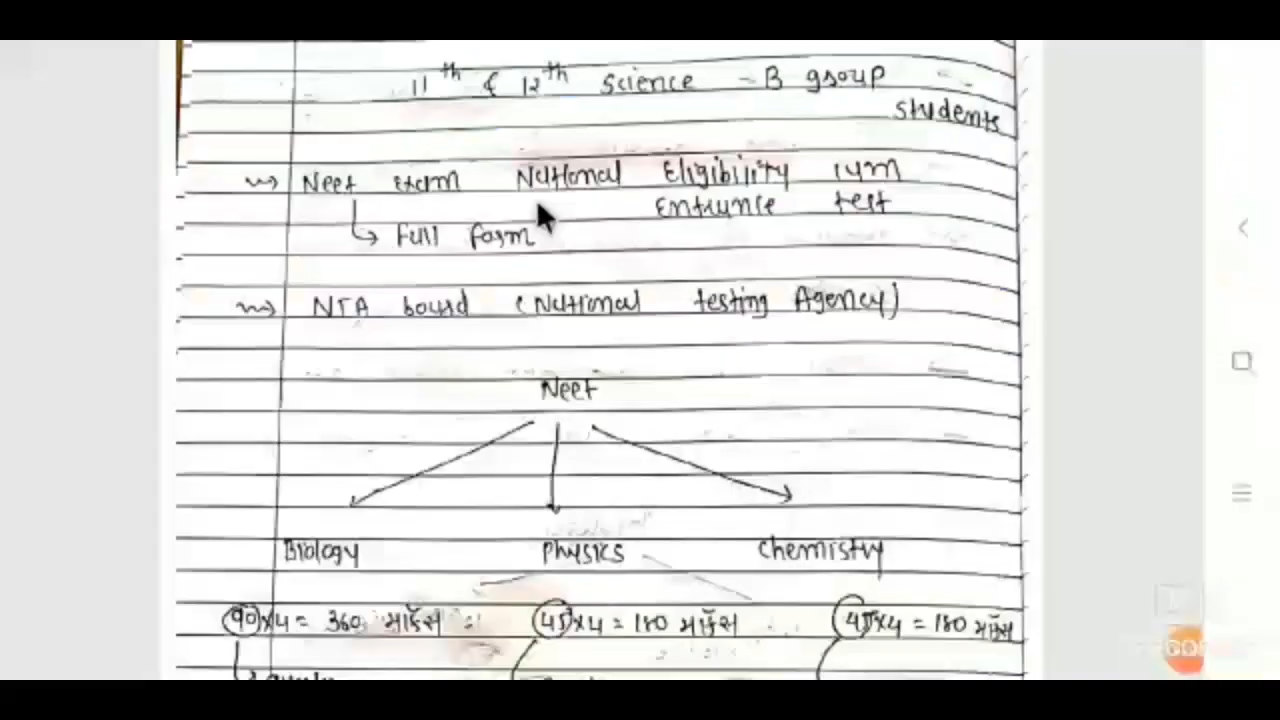 11th & 12th Science - B group
students
Neet exam National Eligibility cum
Entrance test
Full form
NTA board (National testing Agency)
Neet
Biology Physics Chemistry
90×4 = 360 માર્કસ 45×4 = 180 માર્કસ 45×4 = 180 માર્કસ